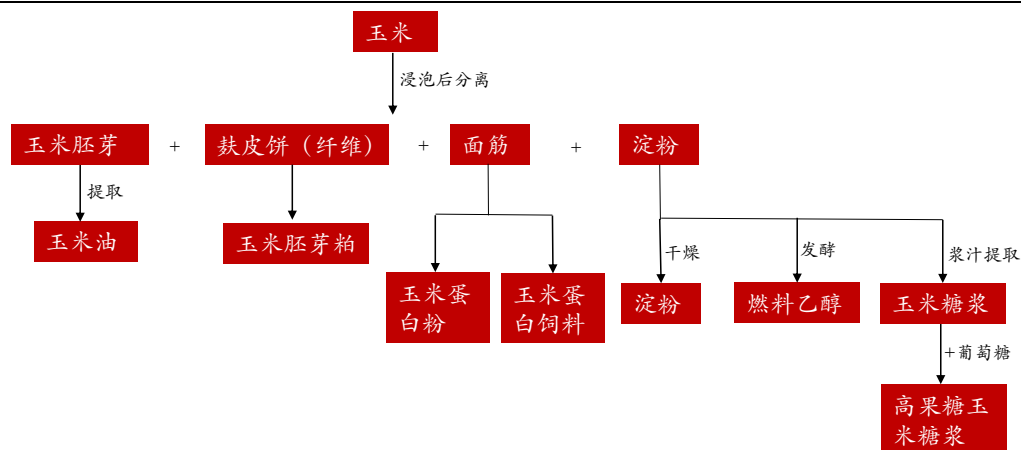 玉米
浸泡后分离
玉米胚芽 + 麸皮饼（纤维） + 面筋 + 淀粉
提取
玉米油
玉米胚芽粕
干燥
发酵
浆汁提取
玉米蛋
白粉
玉米蛋
白饲料
淀粉
燃料乙醇
玉米糖浆
+葡萄糖
高果糖玉
米糖浆